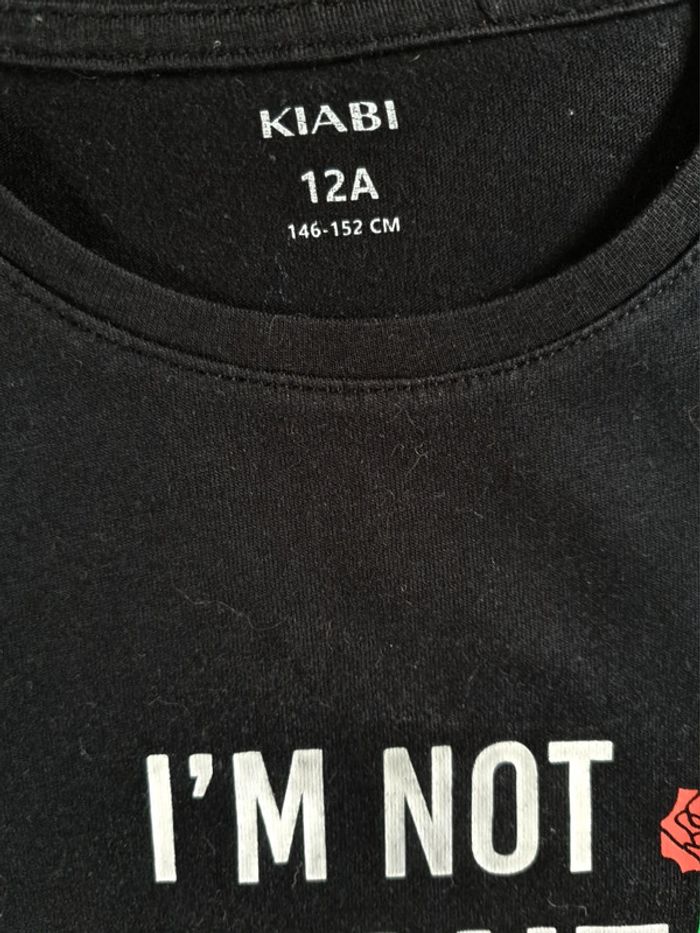 KIABI
12A
146-152 CM
I'M NOT